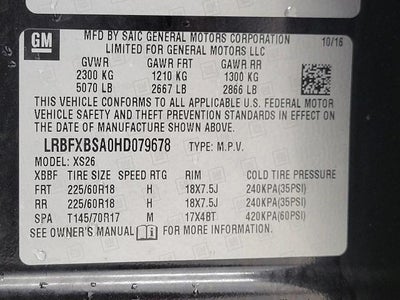 GM
MFD BY SAIC GENERAL MOTORS CORPORATION
LIMITED FOR GENERAL MOTORS LLC
10/16
GVWR GAWR FRT GAWR RR
2300 KG 1210 KG 1300 KG
5070 LB 2667 LB 2866 LB
THIS VEHICLE CONFORMS TO ALL APPLICABLE U.S. FEDERAL MOTOR
VEHICLE SAFETY AND THEFT PREVENTION STANDARDS IN EFFECT
ON THE DATE OF MANUFACTURE SHOWN ABOVE.
LRBFXBSA0HD079678 TYPE: M.P.V.
MODEL: XS26
XBBF TIRE SIZE SPEED RTG RIM COLD TIRE PRESSURE
FRT 225/60R18 H 18X7.5J 240KPA(35PSI)
RR 225/60R18 H 18X7.5J 240KPA(35PSI)
SPA T145/70R17 M 17X4BT 420KPA(60PSI)
SEE OWNER'S MANUAL FOR MORE INFORMATION.